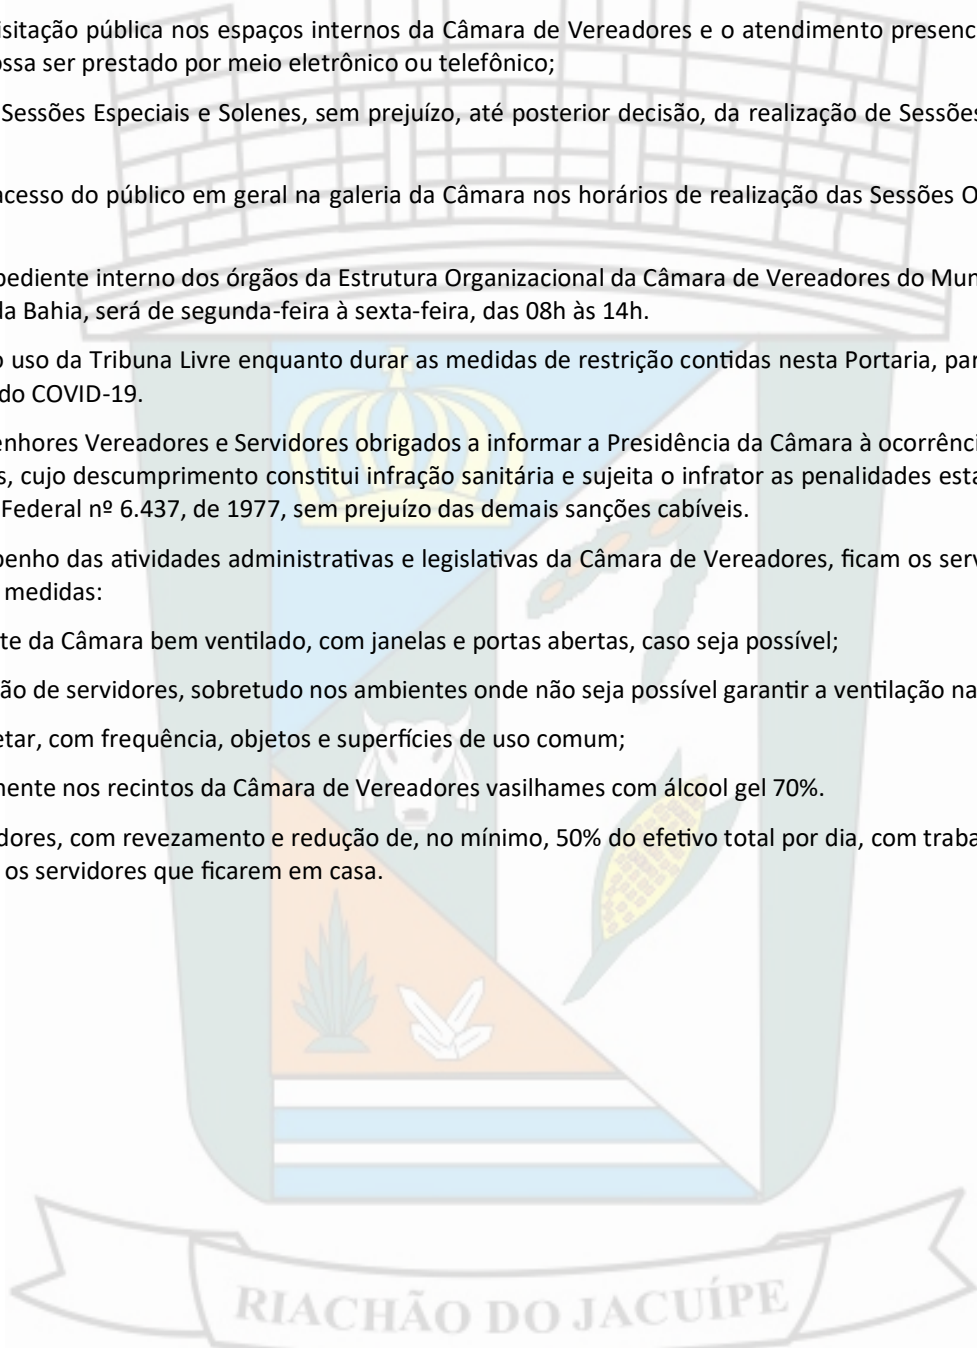 sitação pública nos espaços internos da Câmara de Vereadores e o atendimento presenc
ossa ser prestado por meio eletrônico ou telefônico;
Sessões Especiais e Solenes, sem prejuízo, até posterior decisão, da realização de Sessões
acesso do público em geral na galeria da Câmara nos horários de realização das Sessões O
pediente interno dos órgãos da Estrutura Organizacional da Câmara de Vereadores do Mun
da Bahia, será de segunda-feira à sexta-feira, das 08h às 14h.
o uso da Tribuna Livre enquanto durar as medidas de restrição contidas nesta Portaria, par
do COVID-19.
enhores Vereadores e Servidores obrigados a informar a Presidência da Câmara à ocorrênci
s, cujo descumprimento constitui infração sanitária e sujeita o infrator as penalidades esta
Federal nº 6.437, de 1977, sem prejuízo das demais sanções cabíveis.
penho das atividades administrativas e legislativas da Câmara de Vereadores, ficam os serv
medidas:
te da Câmara bem ventilado, com janelas e portas abertas, caso seja possível;
ão de servidores, sobretudo nos ambientes onde não seja possível garantir a ventilação na
etar, com frequência, objetos e superfícies de uso comum;
nente nos recintos da Câmara de Vereadores vasilhames com álcool gel 70%.
dores, com revezamento e redução de, no mínimo, 50% do efetivo total por dia, com traba
os servidores que ficarem em casa.
RIACHÃO DO JACUÍPE